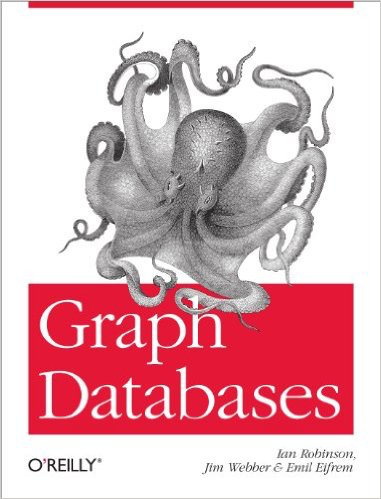 Graph
Databases
Ian Robinson,
Jim Webber & Emil Eifrem
O'REILLY®